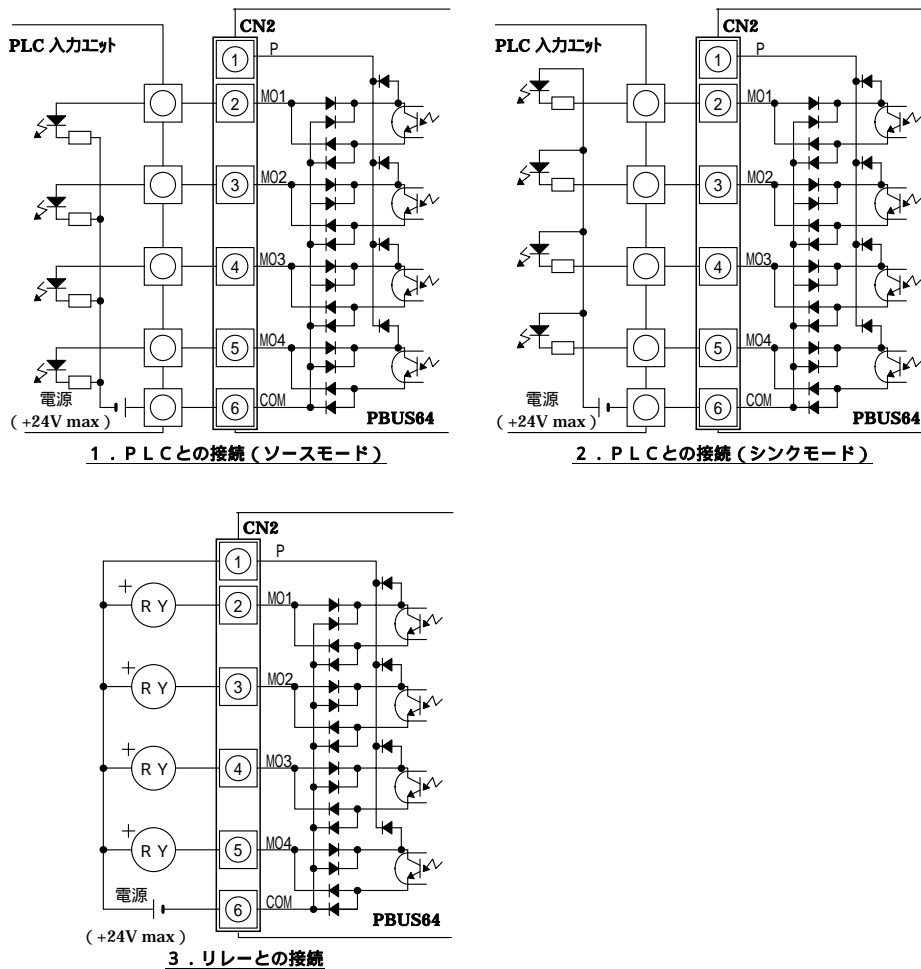 CN2
PLC 入力ユニット
1
P
2
MO1
3
MO2
4
MO3
5
MO4
6
COM
電源
（+24V max）
PBUS64
1．ＰＬＣとの接続（ソースモード）
CN2
PLC 入力ユニット
1
P
2
MO1
3
MO2
4
MO3
5
MO4
6
COM
電源
（+24V max）
PBUS64
2．ＰＬＣとの接続（シンクモード）
CN2
1
P
+
ＲＹ
2
MO1
+
ＲＹ
3
MO2
+
ＲＹ
4
MO3
+
ＲＹ
5
MO4
電源
6
COM
（+24V max）
PBUS64
3．リレーとの接続